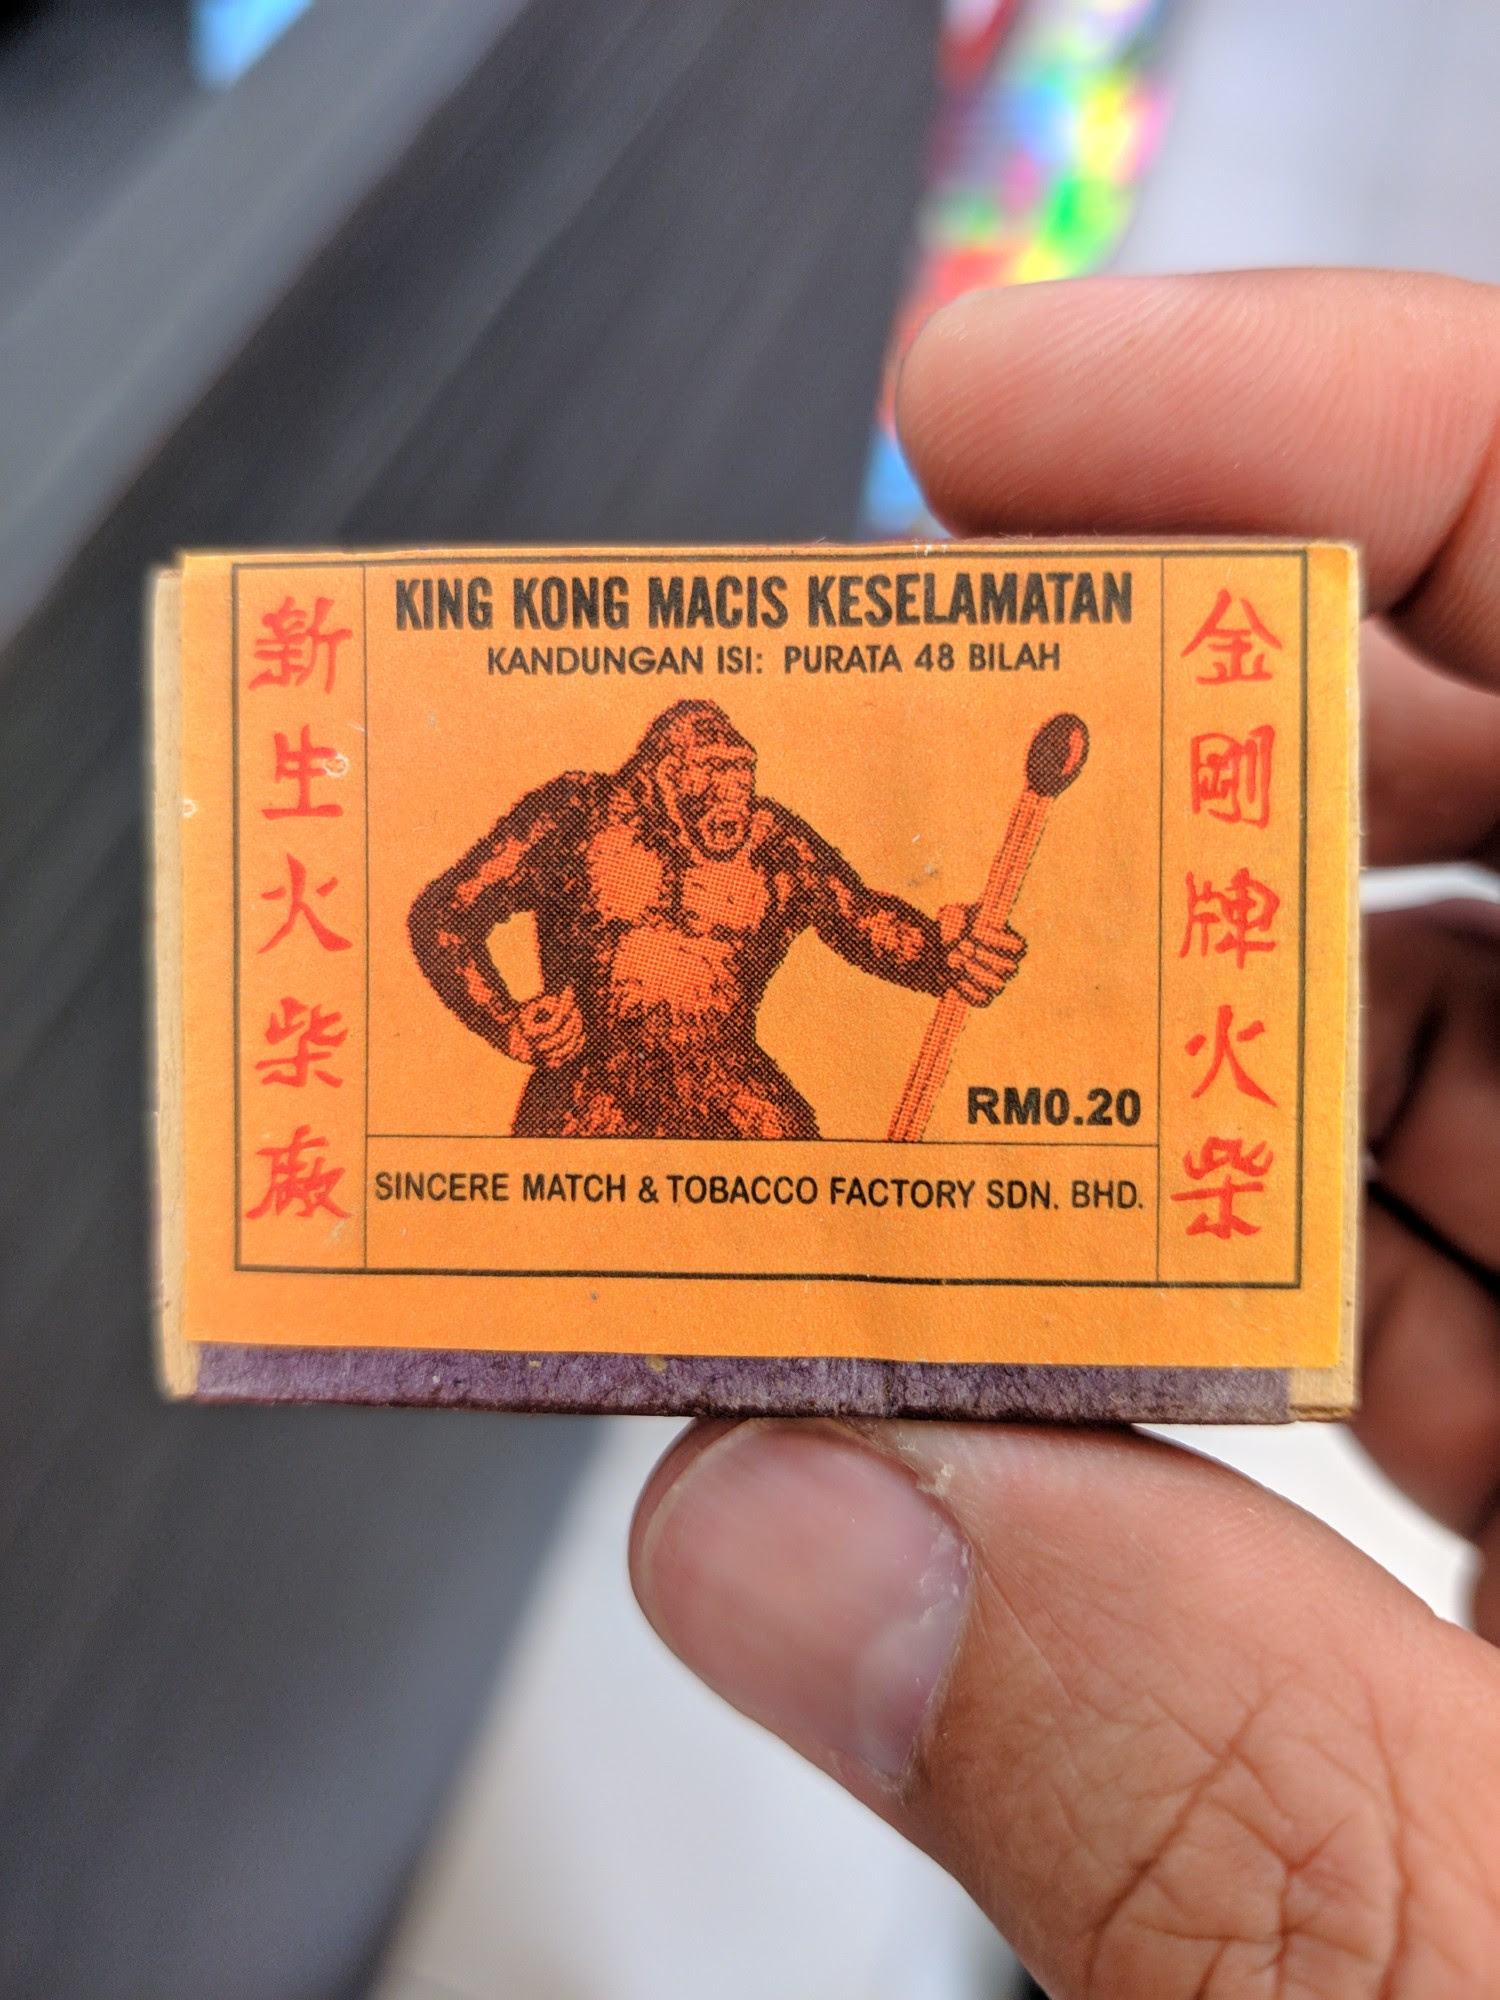 KING KONG MACIS KESELAMATAN
KANDUNGAN ISI: PURATA 48 BILAH
金剛牌火柴
新生火柴廠
RM0.20
SINCERE MATCH & TOBACCO FACTORY SDN. BHD.